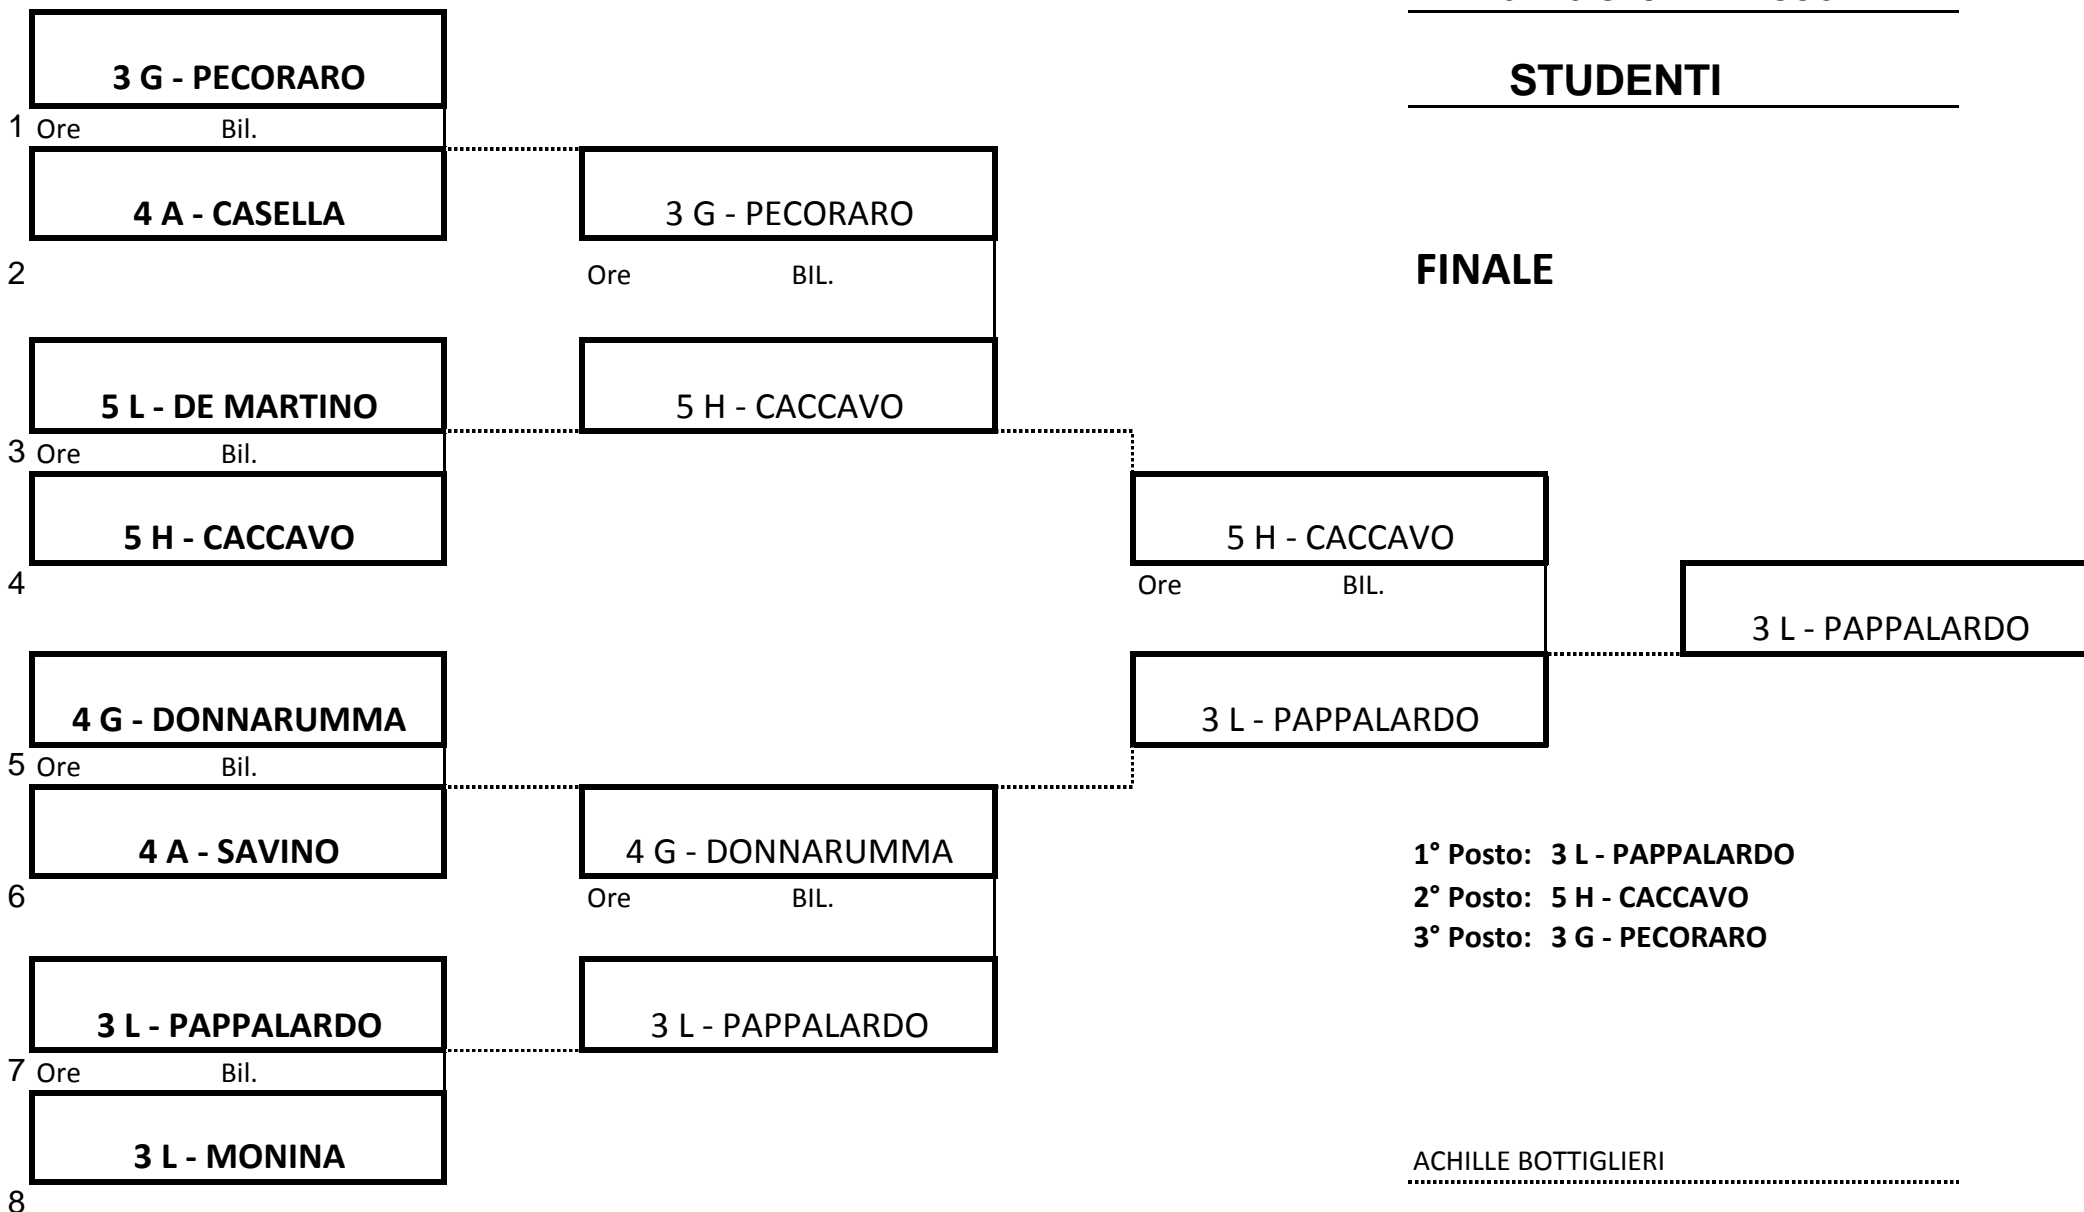 STUDENTI
3 G - PECORARO
1 Ore Bil.
4 A - CASELLA
3 G - PECORARO
2
Ore BIL.
FINALE
5 L - DE MARTINO
5 H - CACCAVO
3 Ore Bil.
5 H - CACCAVO
5 H - CACCAVO
4
Ore BIL.
3 L - PAPPALARDO
4 G - DONNARUMMA
3 L - PAPPALARDO
5 Ore Bil.
4 A - SAVINO
4 G - DONNARUMMA
1° Posto: 3 L - PAPPALARDO
6
Ore BIL.
2° Posto: 5 H - CACCAVO
3° Posto: 3 G - PECORARO
3 L - PAPPALARDO
3 L - PAPPALARDO
7 Ore Bil.
3 L - MONINA
ACHILLE BOTTIGLIERI
8